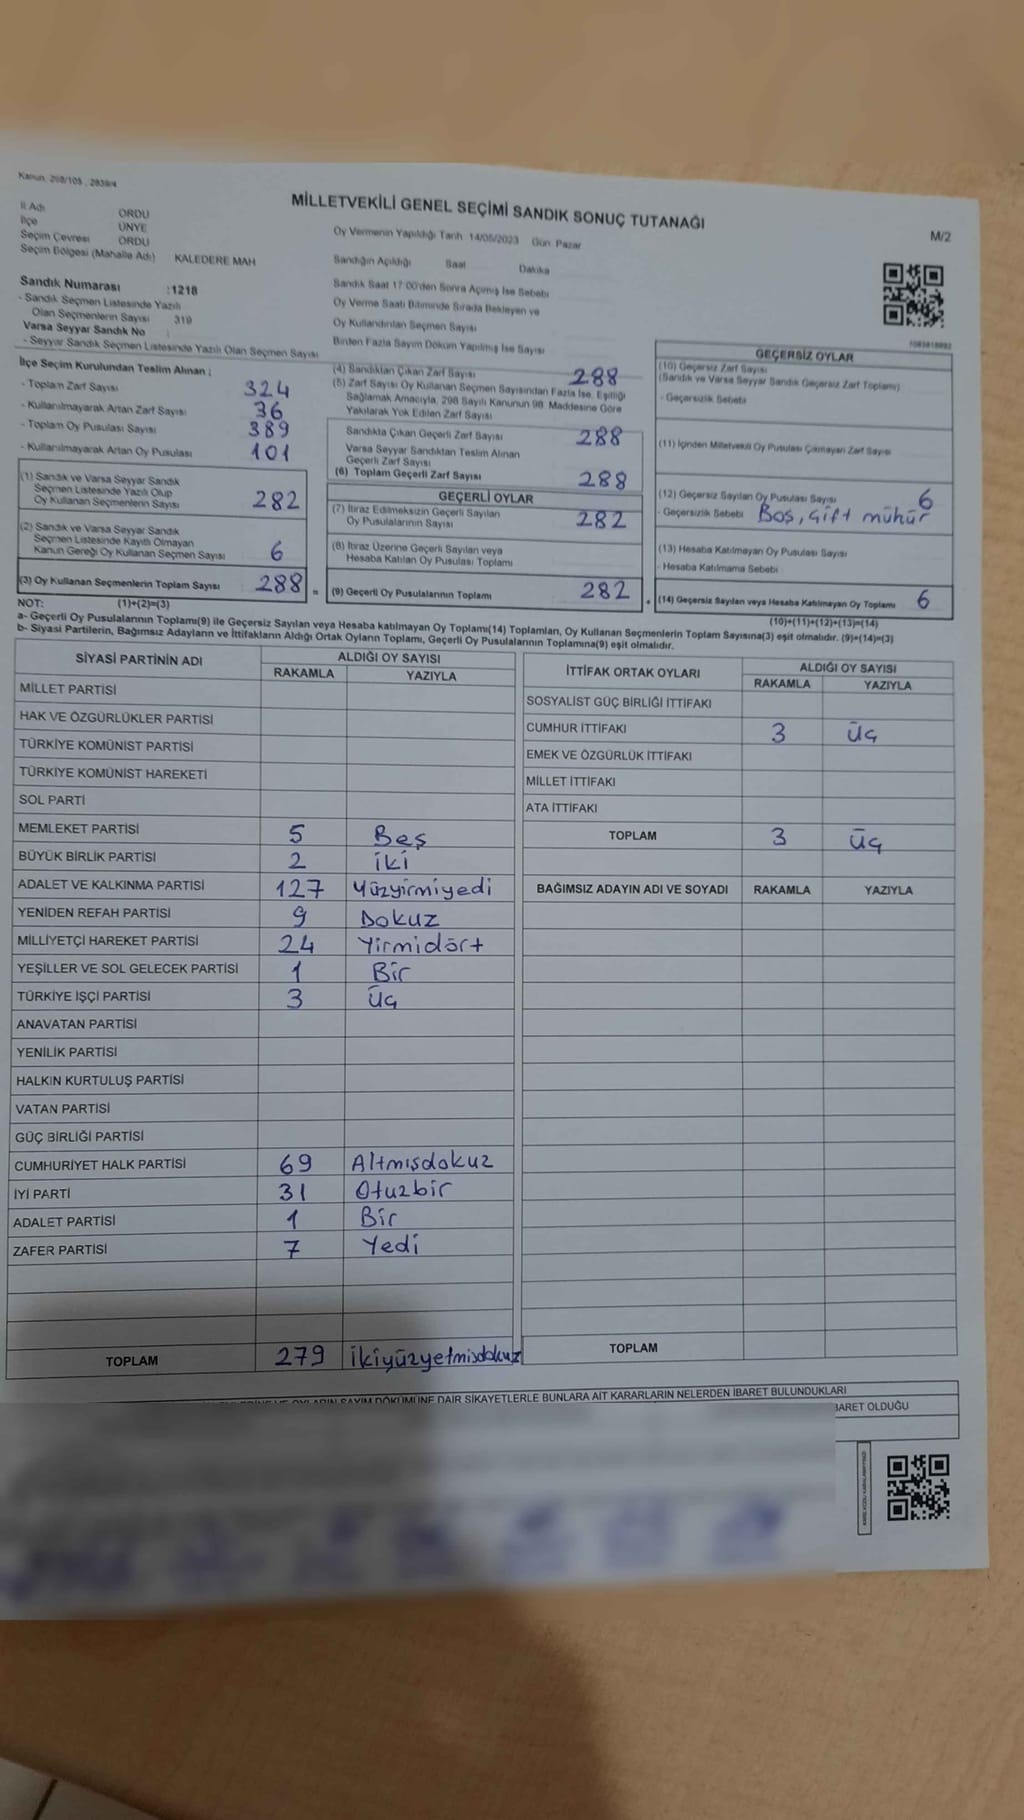 Kanun, 298/105 , 2839/4
MİLLETVEKİLİ GENEL SEÇİMİ SANDIK SONUÇ TUTANAĞI
M/2
İl Adı ORDU
İlçe ÜNYE
Seçim Çevresi ORDU
Seçim Bölgesi (Mahalle Adı) KALEDERE MAH
Oy Vermenin Yapıldığı Tarih 14/05/2023 Gün Pazar
Sandığın Açıldığı Saat Dakika
Sandık Saat 17:00'den Sonra Açımış İse Sebebi
Oy Verme Saati Bitiminde Sırada Bekleyen ve
Oy Kullandırılan Seçmen Sayısı
Birden Fazla Sayım Döküm Yapılmış İse Sayısı
Sandık Numarası :1218
- Sandık Seçmen Listesinde Yazılı
Olan Seçmenlerin Sayısı 319
Varsa Seyyar Sandık No :
- Seyyar Sandık Seçmen Listesinde Yazılı Olan Seçmen Sayısı
İlçe Seçim Kurulundan Teslim Alınan ;
- Toplam Zarf Sayısı 324
- Kullanılmayarak Artan Zarf Sayısı 36
- Toplam Oy Pusulası Sayısı 389
- Kullanılmayarak Artan Oy Pusulası 101
(1) Sandık ve Varsa Seyyar Sandık
Seçmen Listesinde Yazılı Olup
Oy Kullanan Seçmenlerin Sayısı 282
(2) Sandık ve Varsa Seyyar Sandık
Seçmen Listesinde Kayıtlı Olmayan
Kanun Gereği Oy Kullanan Seçmen Sayısı 6
(3) Oy Kullanan Seçmenlerin Toplam Sayısı 288 =
(4) Sandıktan Çıkan Zarf Sayısı 288
(5) Zarf Sayısı Oy Kullanan Seçmen Sayısından Fazla İse, Eşitliği
Sağlamak Amacıyla, 298 Sayılı Kanunun 98. Maddesine Göre
Yakılarak Yok Edilen Zarf Sayısı
Sandıkta Çıkan Geçerli Zarf Sayısı 288
Varsa Seyyar Sandıktan Teslim Alınan
Geçerli Zarf Sayısı
(6) Toplam Geçerli Zarf Sayısı 288
GEÇERLİ OYLAR
(7) İtiraz Edilmeksizin Geçerli Sayılan
Oy Pusulalarının Sayısı 282
(8) İtiraz Üzerine Geçerli Sayılan veya
Hesaba Katılan Oy Pusulası Toplamı
(9) Geçerli Oy Pusulalarının Toplamı 282 +
GEÇERSİZ OYLAR
(10) Geçersiz Zarf Sayısı
(Sandık ve Varsa Seyyar Sandık Geçersiz Zarf Toplamı)
- Geçersizlik Sebebi
(11) İçinden Milletvekili Oy Pusulası Çıkmayan Zarf Sayısı
(12) Geçersiz Sayılan Oy Pusulası Sayısı 6
- Geçersizlik Sebebi Boş, çift mühür
(13) Hesaba Katılmayan Oy Pusulası Sayısı
- Hesaba Katılmama Sebebi
(14) Geçersiz Sayılan veya Hesaba Katılmayan Oy Toplamı 6
NOT: (1)+(2)=(3) (10)+(11)+(12)+(13)=(14)
a- Geçerli Oy Pusulalarının Toplamı(9) ile Geçersiz Sayılan veya Hesaba katılmayan Oy Toplamı(14) Toplamları, Oy Kullanan Seçmenlerin Toplam Sayısına(3) eşit olmalıdır. (9)+(14)=(3)
b- Siyasi Partilerin, Bağımsız Adayların ve İttifakların Aldığı Ortak Oyların Toplamı, Geçerli Oy Pusulalarının Toplamına(9) eşit olmalıdır.
SİYASİ PARTİNİN ADI ALDIĞI OY SAYISI
RAKAMLA YAZIYLA
MİLLET PARTİSİ
HAK VE ÖZGÜRLÜKLER PARTİSİ
TÜRKİYE KOMÜNİST PARTİSİ
TÜRKİYE KOMÜNİST HAREKETİ
SOL PARTİ
MEMLEKET PARTİSİ 5 Beş
BÜYÜK BİRLİK PARTİSİ 2 iki
ADALET VE KALKINMA PARTİSİ 127 Yüzyirmiyedi
YENİDEN REFAH PARTİSİ 9 Dokuz
MİLLİYETÇİ HAREKET PARTİSİ 24 Yirmidört
YEŞİLLER VE SOL GELECEK PARTİSİ 1 Bir
TÜRKİYE İŞÇİ PARTİSİ 3 Üç
ANAVATAN PARTİSİ
YENİLİK PARTİSİ
HALKIN KURTULUŞ PARTİSİ
VATAN PARTİSİ
GÜÇ BİRLİĞİ PARTİSİ
CUMHURİYET HALK PARTİSİ 69 Altmışdokuz
İYİ PARTİ 31 Otuzbir
ADALET PARTİSİ 1 Bir
ZAFER PARTİSİ 7 Yedi
TOPLAM 279 ikiyüzyetmişdokuz
İTTİFAK ORTAK OYLARI ALDIĞI OY SAYISI
RAKAMLA YAZIYLA
SOSYALİST GÜÇ BİRLİĞİ İTTİFAKI
CUMHUR İTTİFAKI 3 Üç
EMEK VE ÖZGÜRLÜK İTTİFAKI
MİLLET İTTİFAKI
ATA İTTİFAKI
TOPLAM 3 Üç
BAĞIMSIZ ADAYIN ADI VE SOYADI RAKAMLA YAZIYLA
TOPLAM
SAYIM DÖKÜMÜNE DAİR ŞİKAYETLERLE BUNLARA AİT KARARLARIN NELERDEN İBARET BULUNDUKLARI
İBARET OLDUĞU